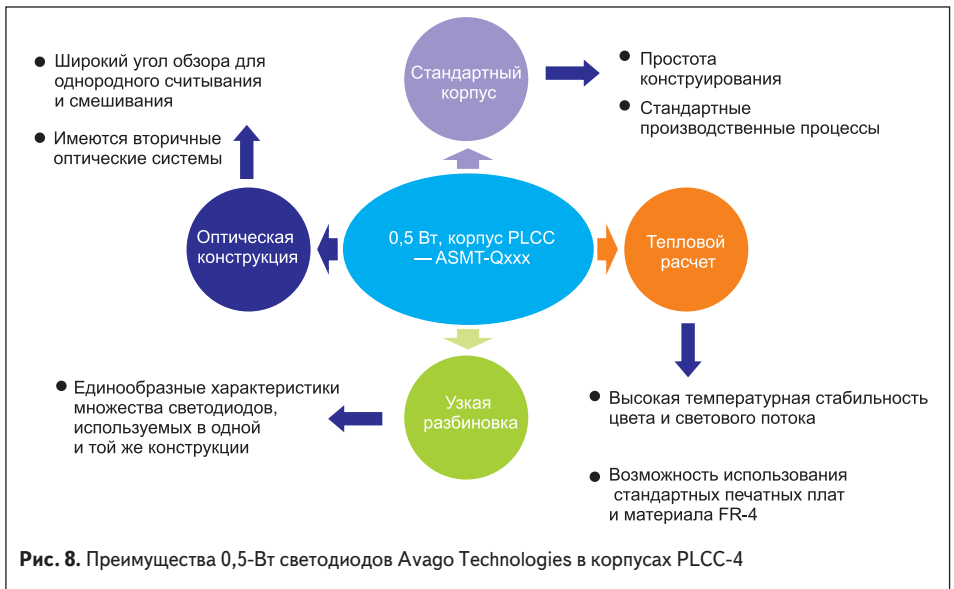 ● Широкий угол обзора для
однородного считывания
и смешивания
● Имеются вторичные
оптические системы
Стандартный
корпус
● Простота
конструирования
● Стандартные
производственные процессы
Оптическая
конструкция
0,5 Вт, корпус PLCC
— ASMT-Qxxx
Тепловой
расчет
● Единообразные характеристики
множества светодиодов,
используемых в одной
и той же конструкции
Узкая
разбиновка
● Высокая температурная стабильность
цвета и светового потока
● Возможность использования
стандартных печатных плат
и материала FR-4
Рис. 8. Преимущества 0,5-Вт светодиодов Avago Technologies в корпусах PLCC-4